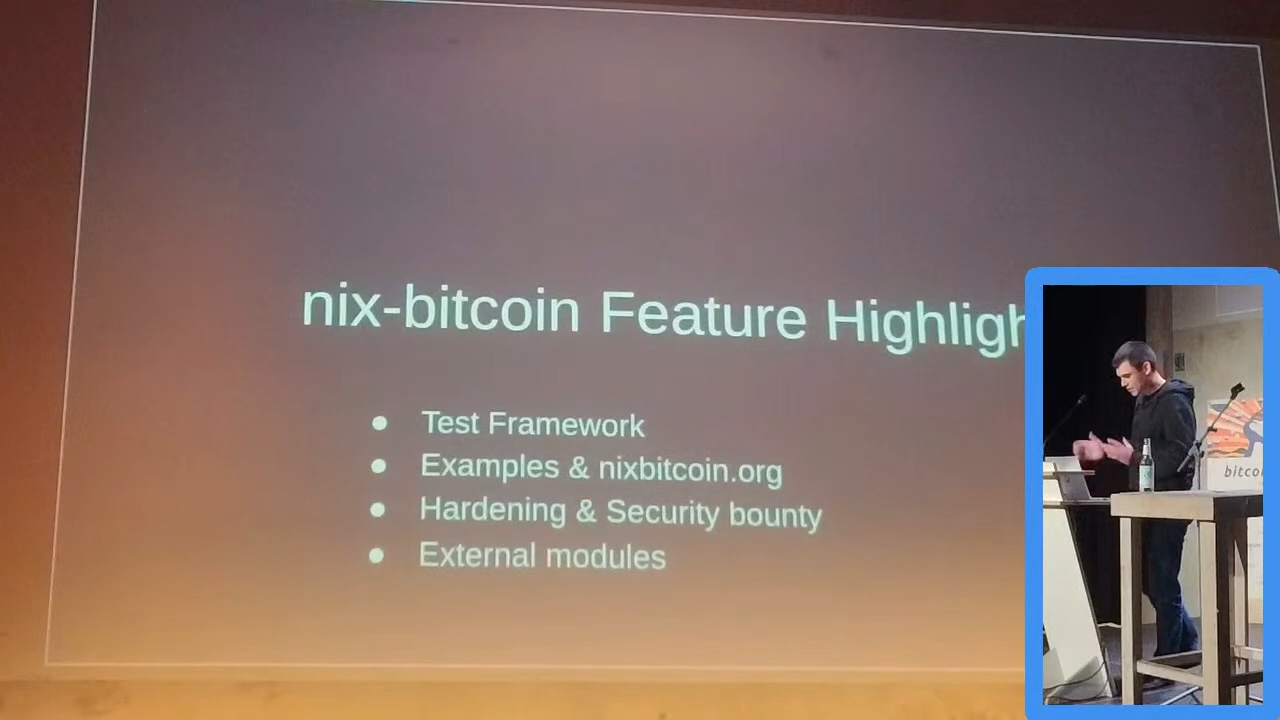 nix-bitcoin Feature Highligh
● Test Framework
● Examples & nixbitcoin.org
● Hardening & Security bounty
● External modules
bitco